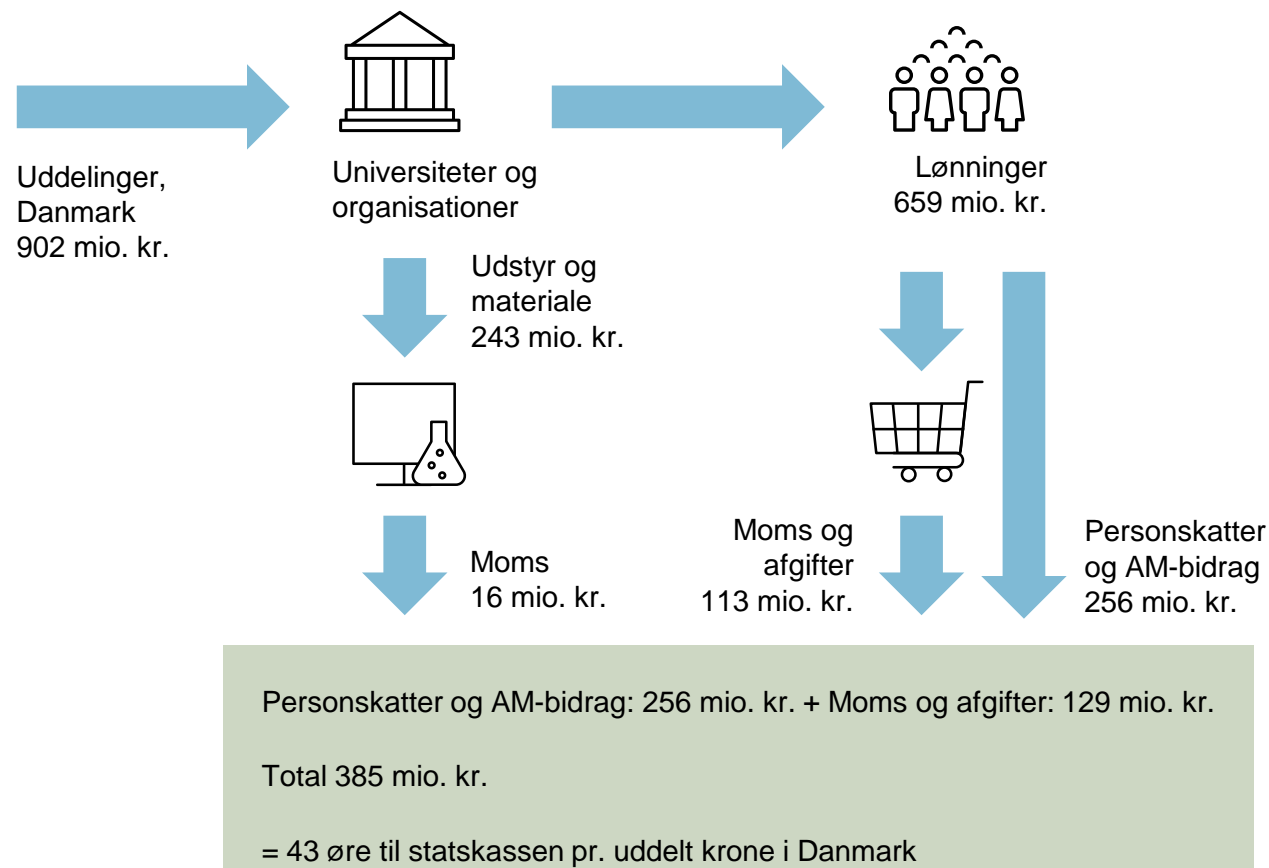 Uddelinger,
Danmark
902 mio. kr.
Universiteter og
organisationer
Lønninger
659 mio. kr.
Udstyr og
materiale
243 mio. kr.
Moms
16 mio. kr.
Moms og
afgifter
113 mio. kr.
Personskatter
og AM-bidrag
256 mio. kr.
Personskatter og AM-bidrag: 256 mio. kr. + Moms og afgifter: 129 mio. kr.
Total 385 mio. kr.
= 43 øre til statskassen pr. uddelt krone i Danmark